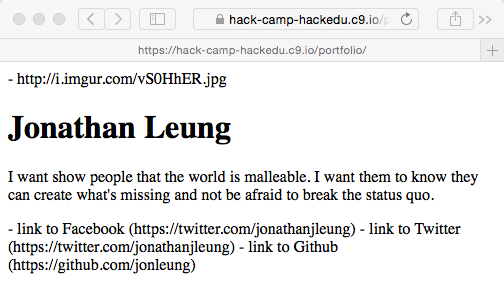 hack-camp-hackedu.c9.io/p
https://hack-camp-hackedu.c9.io/portfolio/
- http://i.imgur.com/vS0HhER.jpg
Jonathan Leung
I want show people that the world is malleable. I want them to know they
can create what's missing and not be afraid to break the status quo.
- link to Facebook (https://twitter.com/jonathanjleung) - link to Twitter
(https://twitter.com/jonathanjleung) - link to Github
(https://github.com/jonleung)